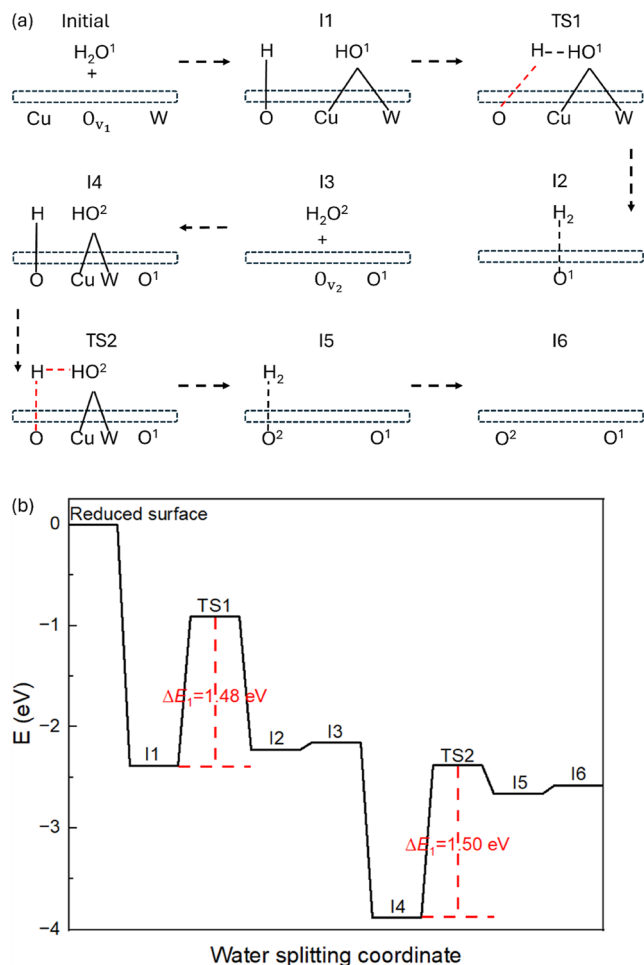 (a) Initial I1 TS1
H₂O¹ H HO¹ H HO¹
+
Cu 0ᵥ₁ W O Cu W O Cu W
I4 I3 I2
H HO² H₂O² H₂
+
O Cu W O¹ 0ᵥ₂ O¹ O¹
TS2 I5 I6
H HO² H₂
O Cu W O¹ O² O¹ O² O¹
(b)
Reduced surface
0
TS1
−1
ΔE₁=1.48 eV
−2
I2 I3
I1
TS2
I5 I6
−3
ΔE₁=1.50 eV
I4
−4
E (eV)
Water splitting coordinate